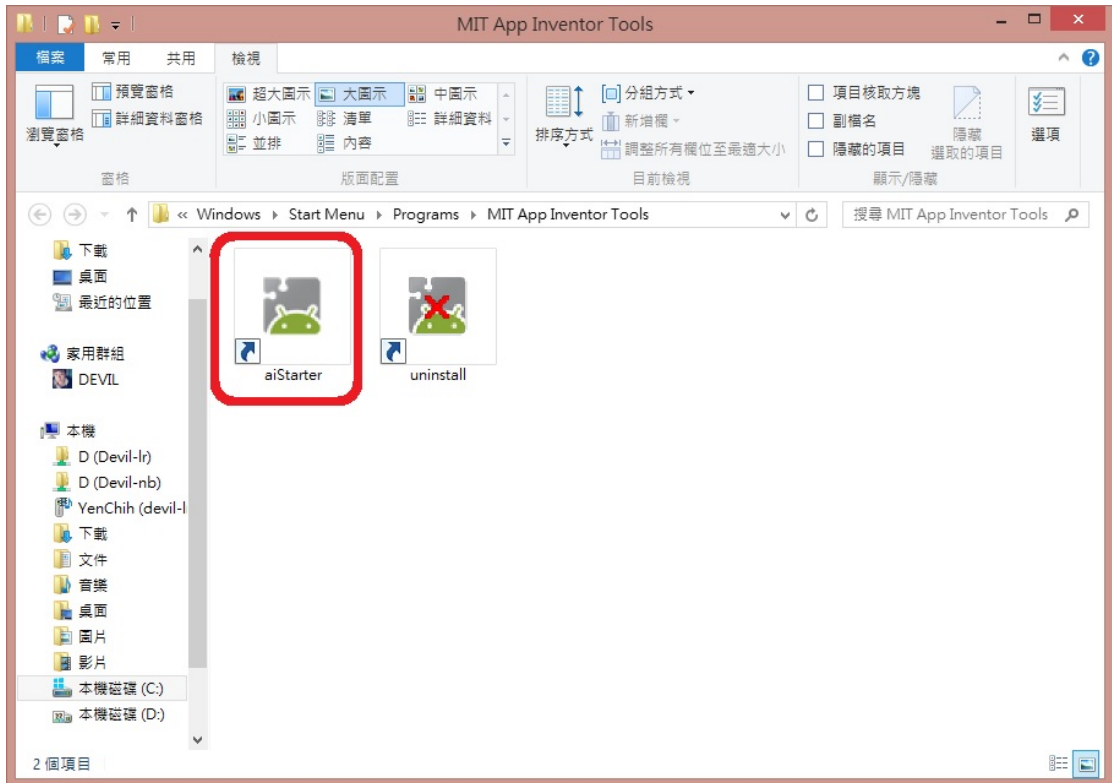 MIT App Inventor Tools
檔案 常用 共用 檢視
瀏覽窗格
預覽窗格
詳細資料窗格
窗格
超大圖示 大圖示 中圖示
小圖示 清單 詳細資料
並排 內容
版面配置
排序方式
分組方式
新增欄
調整所有欄位至最適大小
目前檢視
項目核取方塊
副檔名
隱藏的項目
隱藏
選取的項目
顯示/隱藏
選項
« Windows Start Menu Programs MIT App Inventor Tools
搜尋 MIT App Inventor Tools
下載
桌面
最近的位置
家用群組
DEVIL
本機
D (Devil-lr)
D (Devil-nb)
YenChih (devil-l
下載
文件
音樂
桌面
圖片
影片
本機磁碟 (C:)
本機磁碟 (D:)
aiStarter
uninstall
2 個項目